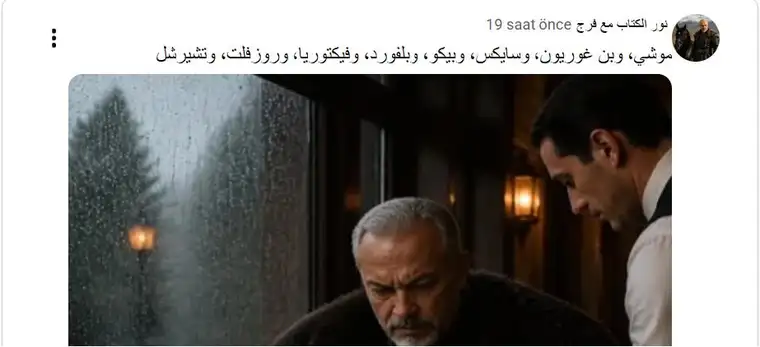 نور الكتاب مع فرج 19 saat önce
موشي، وبن غوريون، وسايكس، وبيكو، وبلفورد، وفيكتوريا، وروزفلت، وتشيرشل